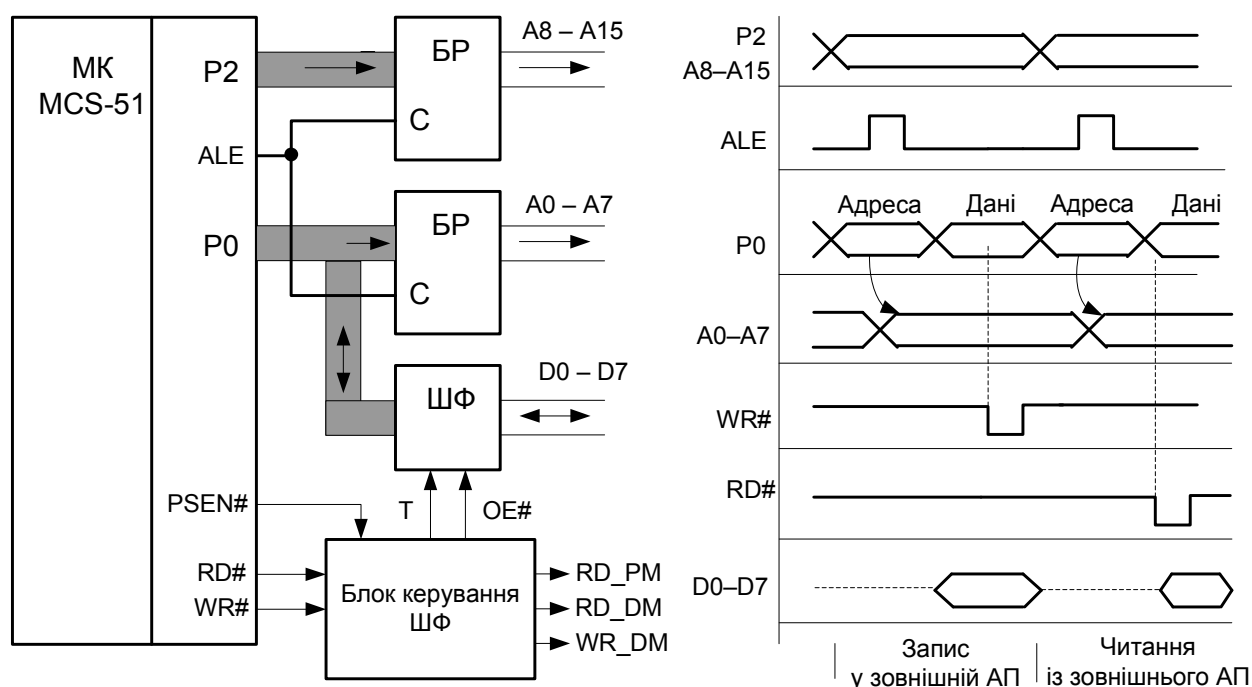 МК
MCS-51
P2
ALE
P0
PSEN#
RD#
WR#
БР
C
A8 – A15
БР
C
A0 – A7
ШФ
D0 – D7
T
OE#
Блок керування
ШФ
RD_PM
RD_DM
WR_DM
P2
A8–A15
ALE
Адреса Дані Адреса Дані
P0
A0–A7
WR#
RD#
D0–D7
Запис
у зовнішній АП
Читання
із зовнішнього АП